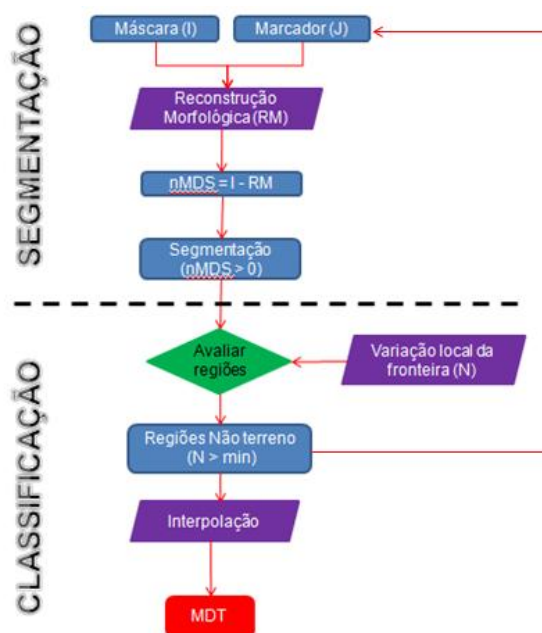 SEGMENTAÇÃO
Máscara (I)
Marcador (J)
Reconstrução
Morfológica (RM)
nMDS = I - RM
Segmentação
(nMDS > 0)
CLASSIFICAÇÃO
Avaliar
regiões
Variação local da
fronteira (N)
Regiões Não terreno
(N > min)
Interpolação
MDT